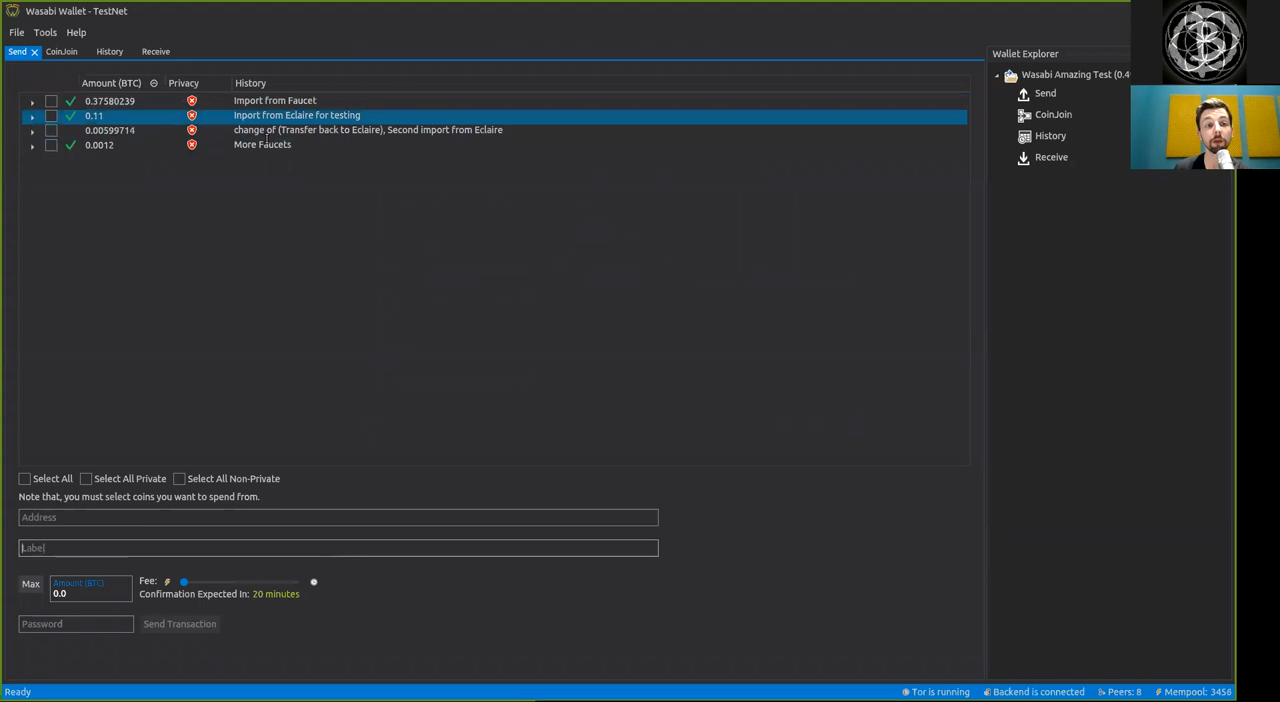 Wasabi Wallet - TestNet
File Tools Help
Send CoinJoin History Receive
Amount (BTC) Privacy History
0.37580239 Import from Faucet
0.11 Inport from Eclaire for testing
0.00599714 change of (Transfer back to Eclaire), Second import from Eclaire
0.0012 More Faucets
Select All Select All Private Select All Non-Private
Note that, you must select coins you want to spend from.
Address
Label
Max Amount (BTC) 0.0 Fee:
Confirmation Expected In: 20 minutes
Password Send Transaction
Wallet Explorer
Wasabi Amazing Test (0.4
Send
CoinJoin
History
Receive
Ready Tor is running Backend is connected Peers: 8 Mempool: 3456